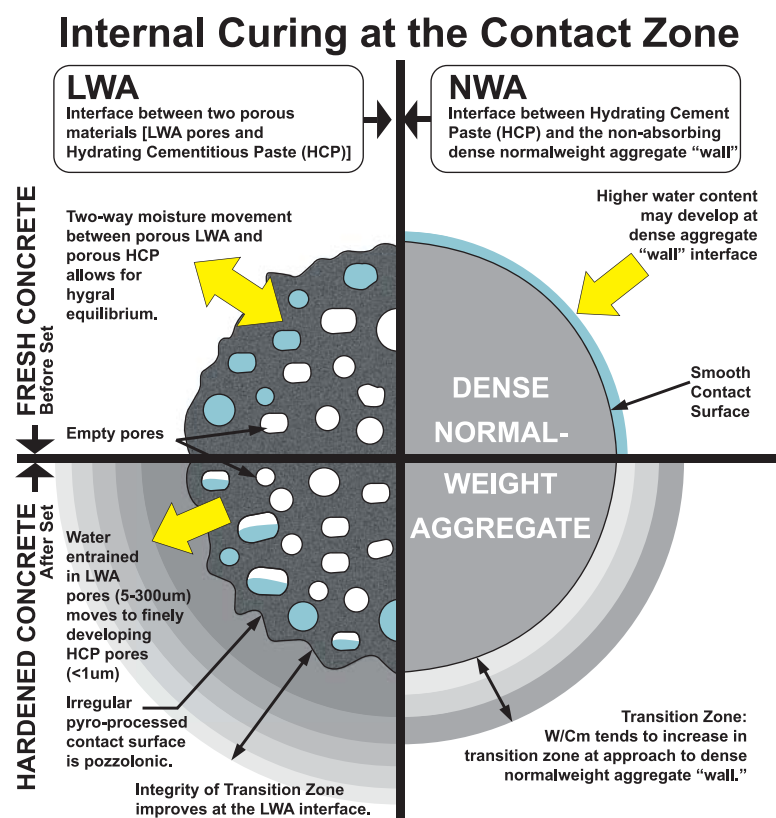 Internal Curing at the Contact Zone
LWA
Interface between two porous
materials [LWA pores and
Hydrating Cementitious Paste (HCP)]
NWA
Interface between Hydrating Cement
Paste (HCP) and the non-absorbing
dense normalweight aggregate “wall”
FRESH CONCRETE
Before Set
Two-way moisture movement
between porous LWA and
porous HCP
allows for
hygral
equilibrium.
Empty pores
Higher water content
may develop at
dense aggregate
“wall” interface
Smooth
Contact
Surface
DENSE
NORMAL-
WEIGHT
AGGREGATE
HARDENED CONCRETE
After Set
Water
entrained
in LWA
pores (5-300um)
moves to finely
developing
HCP pores
(<1um)
Irregular
pyro-processed
contact surface
is pozzolonic.
Integrity of Transition Zone
improves at the LWA interface.
Transition Zone:
W/Cm tends to increase in
transition zone at approach to dense
normalweight aggregate “wall.”